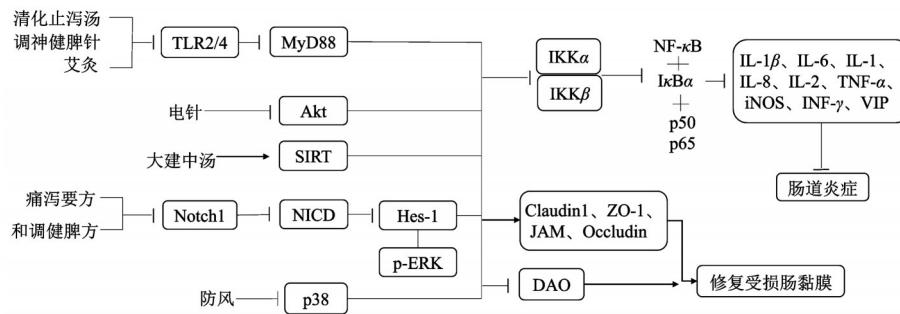 清化止泻汤
调神健脾针
艾灸
TLR2/4
MyD88
电针
Akt
大建中汤
SIRT
痛泻要方
和调健脾方
Notch1
NICD
Hes-1
p-ERK
防风
p38
IKKα
IKKβ
NF-κB
IκBα
p50
p65
IL-1β、IL-6、IL-1、
IL-8、IL-2、TNF-α、
iNOS、INF-γ、VIP
肠道炎症
Claudin1、ZO-1、
JAM、Occludin
DAO
修复受损肠黏膜